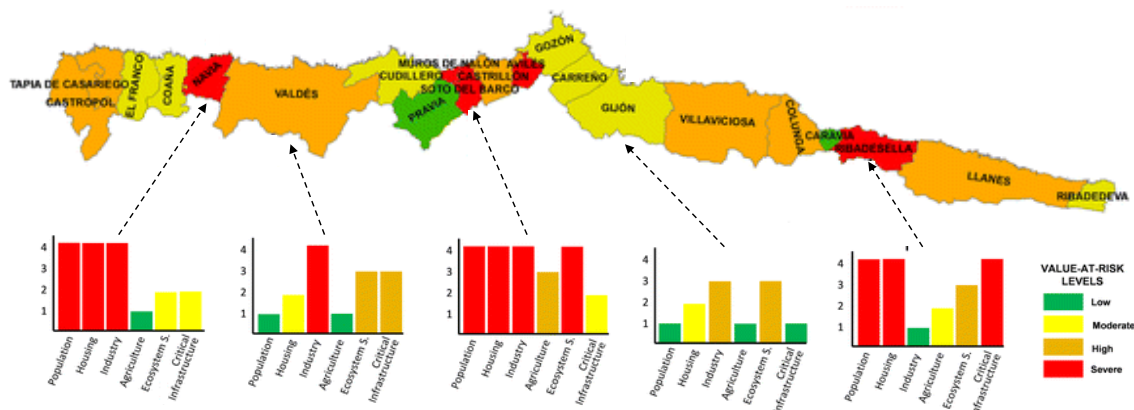 GOZÓN
MUROS DE NALÓN
AVILES
CUDILLERO
CASTRILLÓN
CARREÑO
TAPIA DE CASARIEGO
EL FRANCO
COAÑA
NAVIA
SOTO DEL BARCO
VALDÉS
CASTROPOL
PRAVIA
GIJÓN
VILLAVICIOSA
COLUNGA
CARAVIA
RIBADESELLA
LLANES
RIBADEDEVA
4
3
2
1
Population
Housing
Industry
Agriculture
Ecosystem S.
Critical
Infrastructure
4
3
2
1
Population
Housing
Industry
Agriculture
Ecosystem S.
Critical
Infrastructure
4
3
2
1
Population
Housing
Industry
Agriculture
Ecosystem S.
Critical
Infrastructure
4
3
2
1
Population
Housing
Industry
Agriculture
Ecosystem S.
Critical
Infrastructure
4
3
2
1
Population
Housing
Industry
Agriculture
Ecosystem S.
Critical
Infrastructure
VALUE-AT-RISK
LEVELS
Low
Moderate
High
Severe